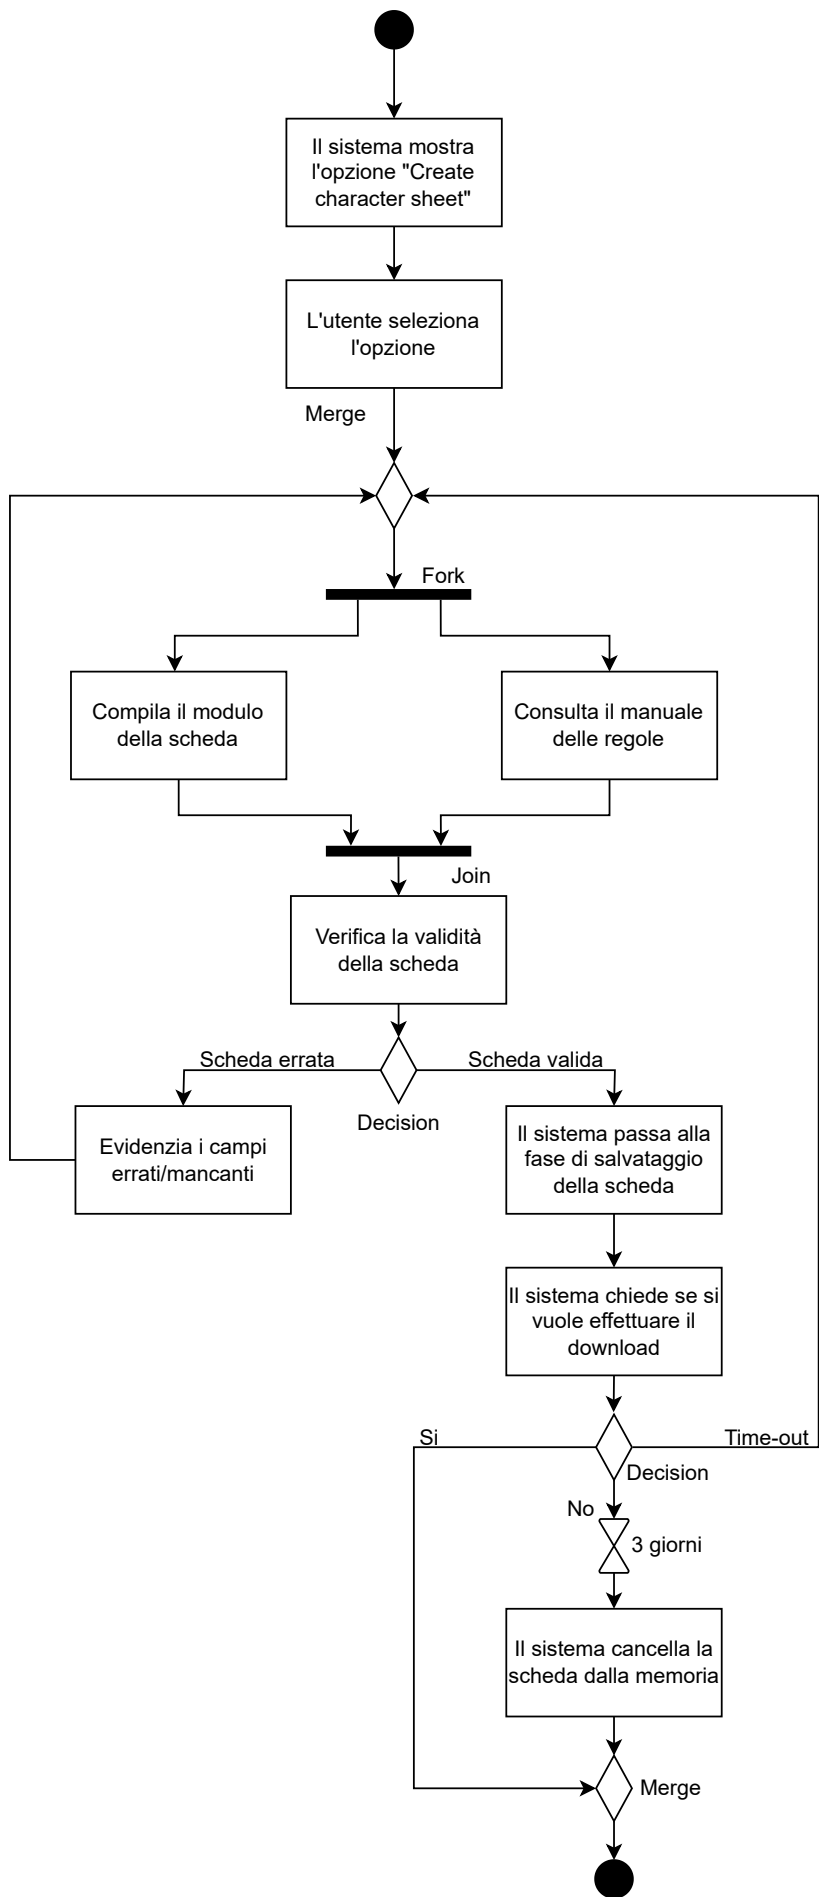 Il sistema mostra
l'opzione "Create
character sheet"
L'utente seleziona
l'opzione
Merge
Fork
Compila il modulo
della scheda
Consulta il manuale
delle regole
Join
Verifica la validità
della scheda
Scheda errata
Scheda valida
Decision
Evidenzia i campi
errati/mancanti
Il sistema passa alla
fase di salvataggio
della scheda
Il sistema chiede se si
vuole effettuare il
download
Si
Time-out
Decision
No
3 giorni
Il sistema cancella la
scheda dalla memoria
Merge